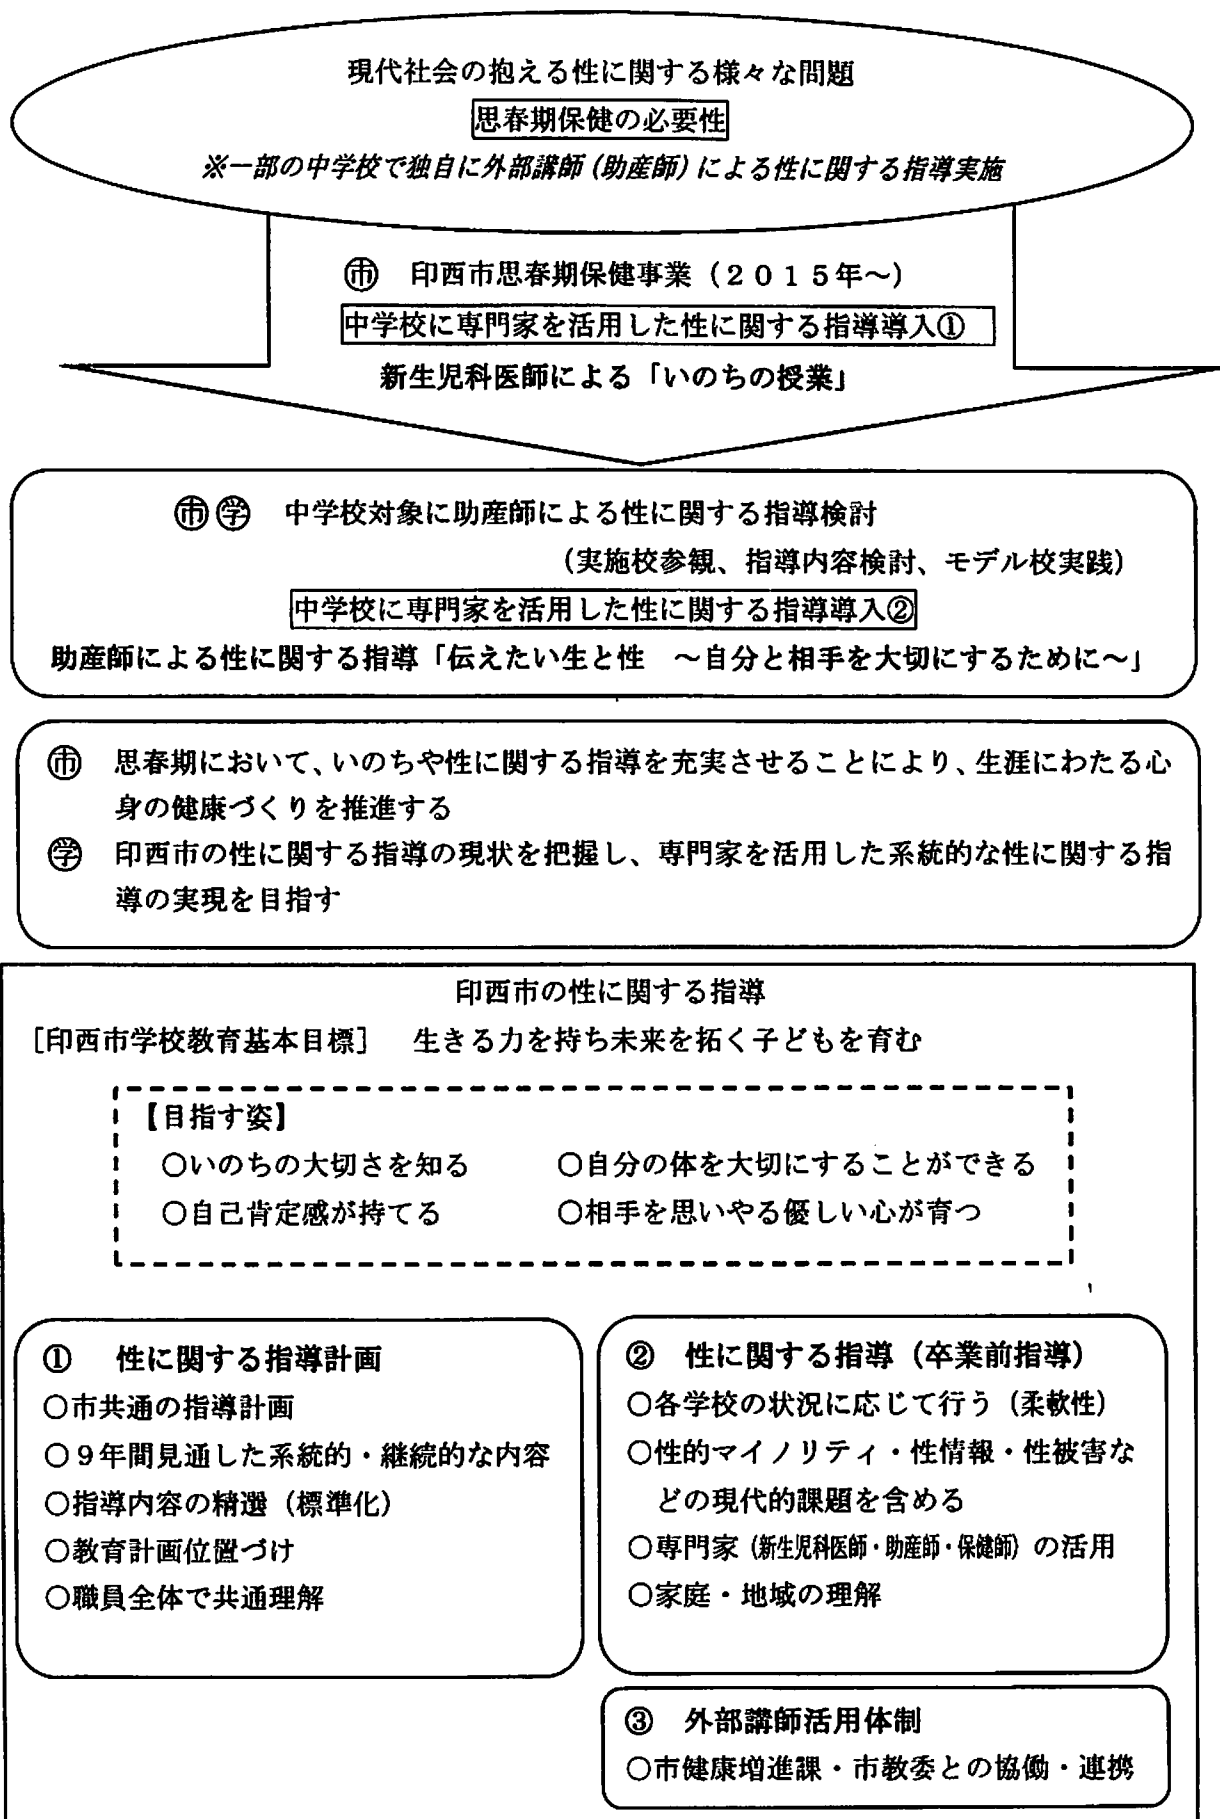 現代社会の抱える性に関する様々な問題
思春期保健の必要性
※一部の中学校で独自に外部講師(助産師)による性に関する指導実施
㊥市 印西市思春期保健事業(2015年~)
中学校に専門家を活用した性に関する指導導入①
新生児科医師による「いのちの授業」
市学 中学校対象に助産師による性に関する指導検討
(実施校参観、指導内容検討、モデル校実践)
中学校に専門家を活用した性に関する指導導入②
助産師による性に関する指導「伝えたい生と性 ~自分と相手を大切にするために~」
市 思春期において、いのちや性に関する指導を充実させることにより、生涯にわたる心
身の健康づくりを推進する
学 印西市の性に関する指導の現状を把握し、専門家を活用した系統的な性に関する指
導の実現を目指す
印西市の性に関する指導
[印西市学校教育基本目標] 生きる力を持ち未来を拓く子どもを育む
【目指す姿】
○いのちの大切さを知る ○自分の体を大切にすることができる
○自己肯定感が持てる ○相手を思いやる優しい心が育つ
① 性に関する指導計画
○市共通の指導計画
○9年間見通した系統的・継続的な内容
○指導内容の精選(標準化)
○教育計画位置づけ
○職員全体で共通理解
② 性に関する指導(卒業前指導)
○各学校の状況に応じて行う(柔軟性)
○性的マイノリティ・性情報・性被害な
どの現代的課題を含める
○専門家(新生児科医師・助産師・保健師)の活用
○家庭・地域の理解
③ 外部講師活用体制
○市健康増進課・市教委との協働・連携